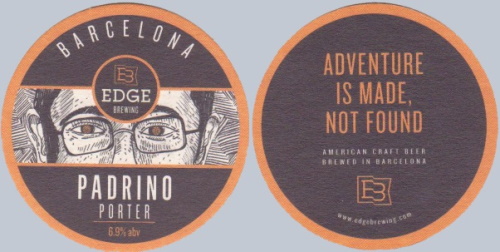 BARCELONA
EB
EDGE
BREWING
PADRINO
PORTER
6.9% abv
ADVENTURE
IS MADE,
NOT FOUND
AMERICAN CRAFT BEER
BREWED IN BARCELONA
EB
www.edgebrewing.com